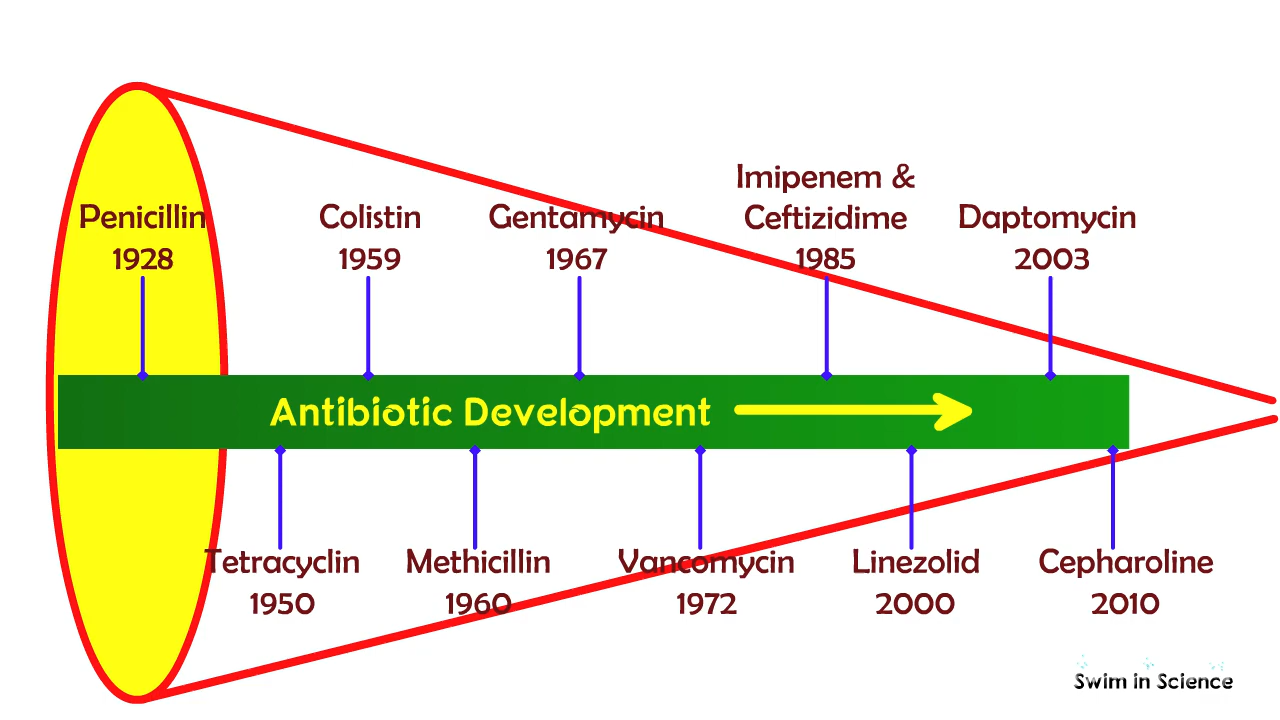 Imipenem &
Penicillin
Colistin
Gentamycin
Ceftizidime
Daptomycin
1928
1959
1967
1985
2003
Antibiotic Development
Tetracyclin
Methicillin
Vancomycin
Linezolid
Cepharoline
1950
1960
1972
2000
2010
Swim in Science